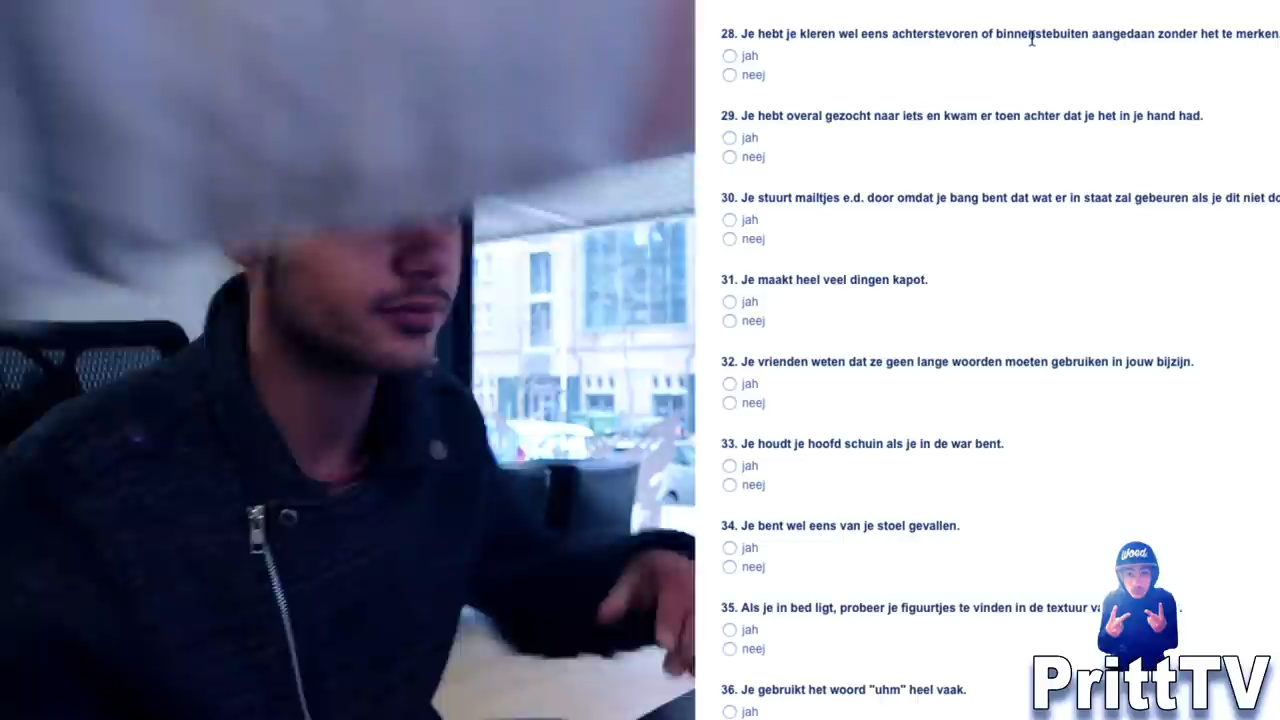 28. Je hebt je kleren wel eens achterstevoren of binnenstebuiten aangedaan zonder het te merken.
jah
neej
29. Je hebt overal gezocht naar iets en kwam er toen achter dat je het in je hand had.
jah
neej
30. Je stuurt mailtjes e.d. door omdat je bang bent dat wat er in staat zal gebeuren als je dit niet
jah
neej
31. Je maakt heel veel dingen kapot.
jah
neej
32. Je vrienden weten dat ze geen lange woorden moeten gebruiken in jouw bijzijn.
jah
neej
33. Je houdt je hoofd schuin als je in de war bent.
jah
neej
34. Je bent wel eens van je stoel gevallen.
jah
neej
Weed
35. Als je in bed ligt, probeer je figuurtjes te vinden in de textuur
jah
neej
PrittTV
36. Je gebruikt het woord "uhm" heel vaak.
jah